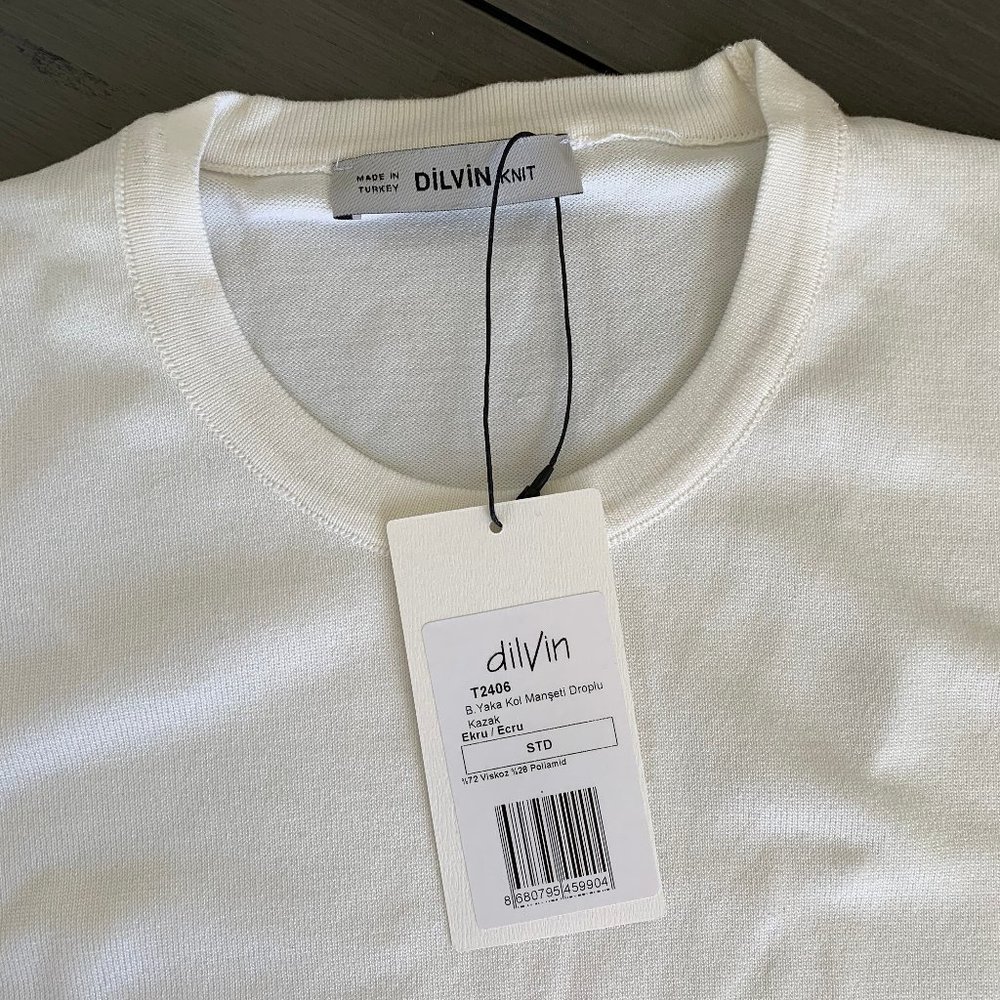 MADE IN
TURKEY
DİLVİN KNIT
dilvin
T2406
B.Yaka Kol Manşeti Droplu
Kazak
Ekru / Ecru
STD
%72 Viskoz %28 Poliamid
8 680795 459904